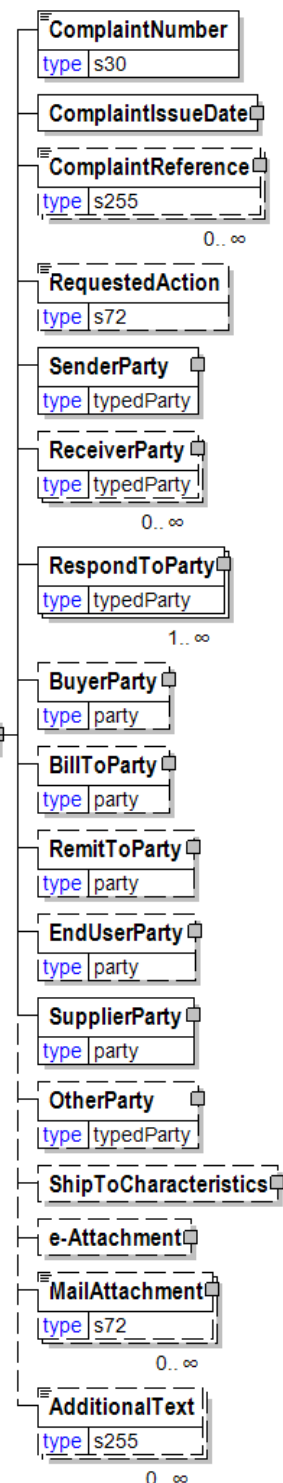 ComplaintNumber
type s30
ComplaintIssueDate
ComplaintReference
type s255
0.. ∞
RequestedAction
type s72
SenderParty
type typedParty
ReceiverParty
type typedParty
0.. ∞
RespondToParty
type typedParty
1.. ∞
BuyerParty
type party
BillToParty
type party
RemitToParty
type party
EndUserParty
type party
SupplierParty
type party
OtherParty
type typedParty
ShipToCharacteristics
e-Attachment
MailAttachment
type s72
0.. ∞
AdditionalText
type s255
0.. ∞